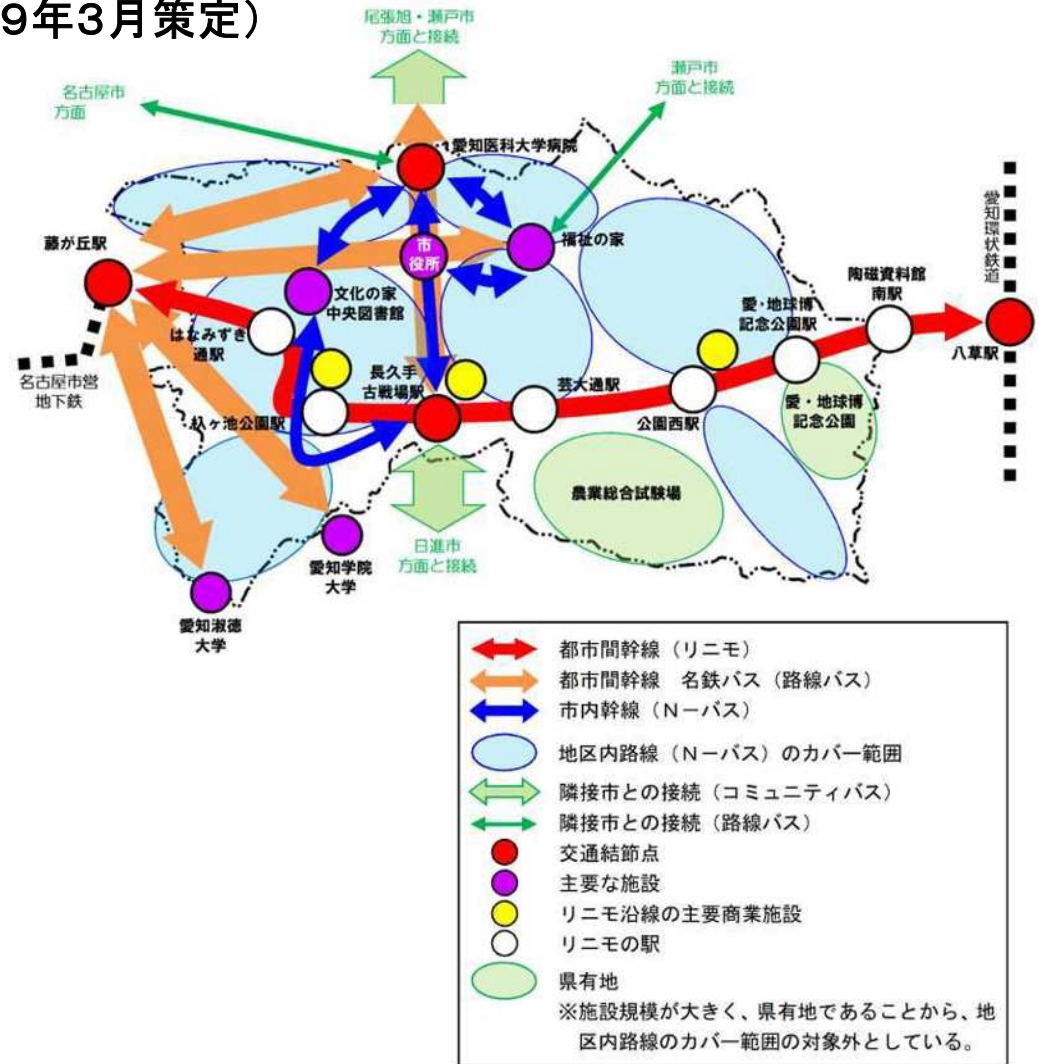 9年3月策定）
尾張旭・瀬戸市
方面と接続
瀬戸市
方面と接続
名古屋市
方面
愛知医科大学病院
愛知環状鉄道
藤が丘駅
市
役所
福祉の家
陶磁資料館
南駅
文化の家
中央図書館
愛・地球博
記念公園駅
はなみずき
通駅
八草駅
名古屋市営
地下鉄
長久手
古戦場駅
芸大通駅
杁ヶ池公園駅
公園西駅
愛・地球博
記念公園
農業総合試験場
日進市
方面と接続
愛知学院
大学
愛知淑徳
大学
都市間幹線（リニモ）
都市間幹線　名鉄バス（路線バス）
市内幹線（Ｎ－バス）
地区内路線（Ｎ－バス）のカバー範囲
隣接市との接続（コミュニティバス）
隣接市との接続（路線バス）
交通結節点
主要な施設
リニモ沿線の主要商業施設
リニモの駅
県有地
※施設規模が大きく、県有地であることから、地
区内路線のカバー範囲の対象外としている。